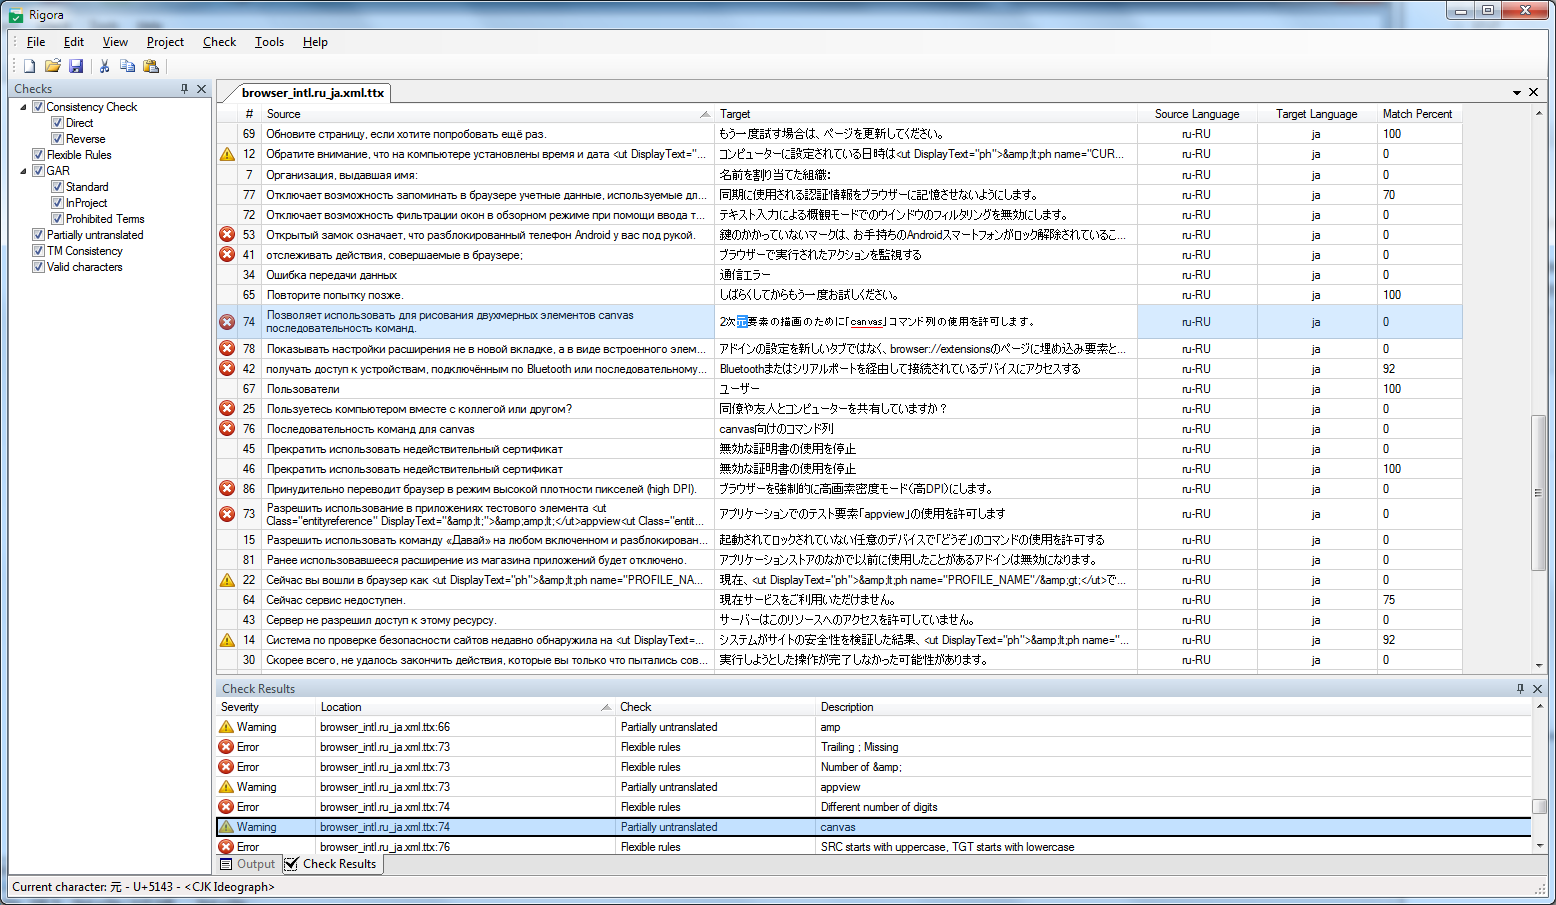 Rigora
File Edit View Project Check Tools Help
Checks
Consistency Check
Direct
Reverse
Flexible Rules
GAR
Standard
InProject
Prohibited Terms
Partially untranslated
TM Consistency
Valid characters
browser_intl.ru_ja.xml.ttx
# Source Target Source Language Target Language Match Percent
69 Обновите страницу, если хотите попробовать ещё раз. もう一度試す場合は、ページを更新してください。 ru-RU ja 100
12 Обратите внимание, что на компьютере установлены время и дата <ut DisplayText="... コンピューターに設定されている日時は<ut DisplayText="ph">&amp;lt;ph name="CUR... ru-RU ja 0
7 Организация, выдавшая имя: 名前を割り当てた組織: ru-RU ja 0
77 Отключает возможность запоминать в браузере учетные данные, используемые дл... 同期に使用される認証情報をブラウザーに記憶させないようにします。 ru-RU ja 70
72 Отключает возможность фильтрации окон в обзорном режиме при помощи ввода т... テキスト入力による概観モードでのウインドウのフィルタリングを無効にします。 ru-RU ja 0
53 Открытый замок означает, что разблокированный телефон Android у вас под рукой. 鍵のかかっていないマークは、お手持ちのAndroidスマートフォンがロック解除されているこ... ru-RU ja 0
41 отслеживать действия, совершаемые в браузере; ブラウザーで実行されたアクションを監視する ru-RU ja 0
34 Ошибка передачи данных 通信エラー ru-RU ja 0
65 Повторите попытку позже. しばらくしてからもう一度お試しください。 ru-RU ja 100
74 Позволяет использовать для рисования двухмерных элементов canvas последовательность команд. 2次元要素の描画のために「canvas」コマンド列の使用を許可します。 ru-RU ja 0
78 Показывать настройки расширения не в новой вкладке, а в виде встроенного элем... アドインの設定を新しいタブではなく、browser://extensionsのページに埋め込み要素と... ru-RU ja 0
42 получать доступ к устройствам, подключённым по Bluetooth или последовательному... Bluetoothまたはシリアルポートを経由して接続されているデバイスにアクセスする ru-RU ja 92
67 Пользователи ユーザー ru-RU ja 100
25 Пользуетесь компьютером вместе с коллегой или другом? 同僚や友人とコンピューターを共有していますか？ ru-RU ja 0
76 Последовательность команд для canvas canvas向けのコマンド列 ru-RU ja 0
45 Прекратить использовать недействительный сертификат 無効な証明書の使用を停止 ru-RU ja 0
46 Прекратить использовать недействительный сертификат 無効な証明書の使用を停止 ru-RU ja 100
86 Принудительно переводит браузер в режим высокой плотности пикселей (high DPI). ブラウザーを強制的に高画素密度モード（高DPI）にします。 ru-RU ja 0
73 Разрешить использование в приложениях тестового элемента <ut Class="entityreference" DisplayText="&amp;lt;">&amp;amp;lt;</ut>appview<ut Class="entit... アプリケーションでのテスト要素「appview」の使用を許可します ru-RU ja 0
15 Разрешить использовать команду «Давай» на любом включенном и разблокирован... 起動されてロックされていない任意のデバイスで「どうぞ」のコマンドの使用を許可する ru-RU ja 0
81 Ранее использовавшееся расширение из магазина приложений будет отключено. アプリケーションストアのなかで以前に使用したことがあるアドインは無効になります。 ru-RU ja 0
22 Сейчас вы вошли в браузер как <ut DisplayText="ph">&amp;lt;ph name="PROFILE_NA... 現在、<ut DisplayText="ph">&amp;lt;ph name="PROFILE_NAME"/&amp;gt;</ut>で... ru-RU ja 0
64 Сейчас сервис недоступен. 現在サービスをご利用いただけません。 ru-RU ja 75
43 Сервер не разрешил доступ к этому ресурсу. サーバーはこのリソースへのアクセスを許可していません。 ru-RU ja 0
14 Система по проверке безопасности сайтов недавно обнаружила на <ut DisplayText=... システムがサイトの安全性を検証した結果、<ut DisplayText="ph">&amp;lt;ph name="... ru-RU ja 92
30 Скорее всего, не удалось закончить действия, которые вы только что пытались сов... 実行しようとした操作が完了しなかった可能性があります。 ru-RU ja 0
Check Results
Severity Location Check Description
Warning browser_intl.ru_ja.xml.ttx:66 Partially untranslated amp
Error browser_intl.ru_ja.xml.ttx:73 Flexible rules Trailing ; Missing
Error browser_intl.ru_ja.xml.ttx:73 Flexible rules Number of &amp;
Warning browser_intl.ru_ja.xml.ttx:73 Partially untranslated appview
Error browser_intl.ru_ja.xml.ttx:74 Flexible rules Different number of digits
Warning browser_intl.ru_ja.xml.ttx:74 Partially untranslated canvas
Error browser_intl.ru_ja.xml.ttx:76 Flexible rules SRC starts with uppercase, TGT starts with lowercase
Output Check Results
Current character: 元 - U+5143 - <CJK Ideograph>